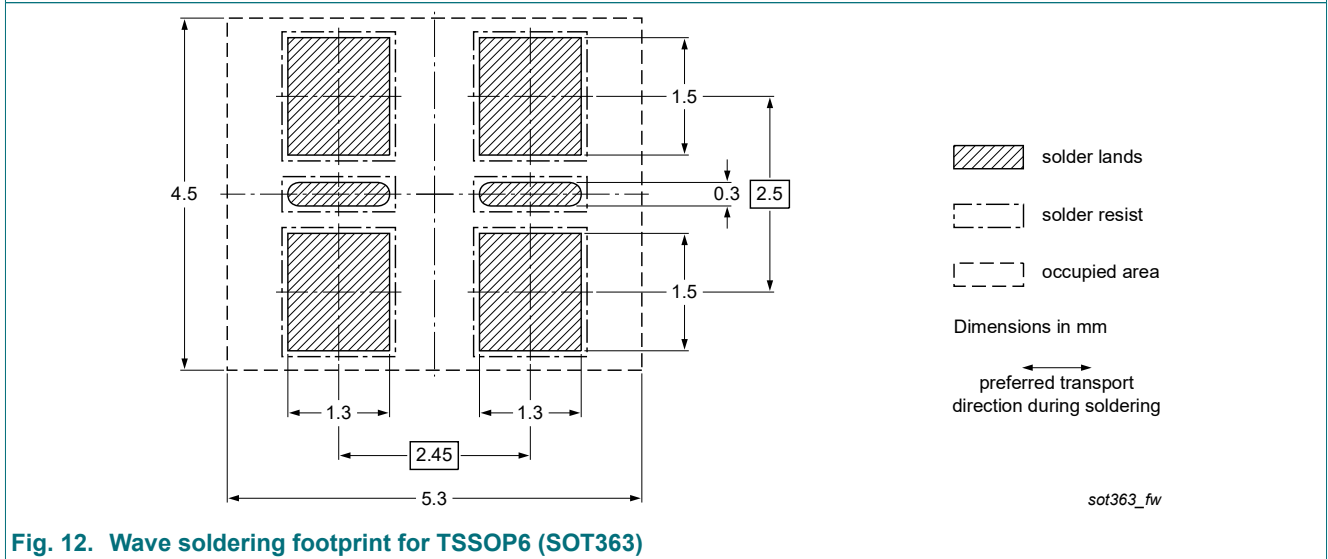 1.5
4.5
0.3 2.5
1.5
1.3 1.3
2.45
5.3
solder lands
solder resist
occupied area
Dimensions in mm
preferred transport
direction during soldering
sot363_fw
Fig. 12. Wave soldering footprint for TSSOP6 (SOT363)